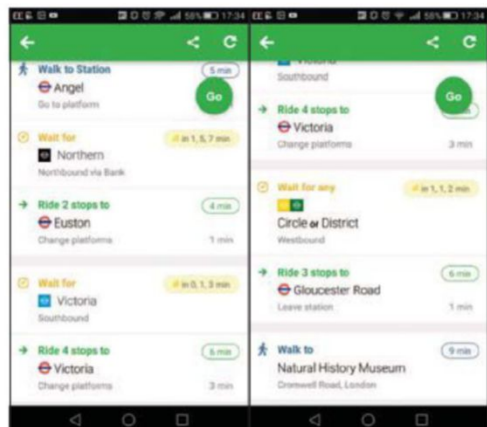 58% 17:34
Walk to Station
5 min
Angel
Go to platform
Go
Wait for
in 1, 5, 7 min
Northern
Northbound via Bank
Ride 2 stops to
4 min
Euston
Change platforms
1 min
Wait for
in 0, 1, 3 min
Victoria
Southbound
Ride 4 stops to
6 min
Victoria
Change platforms
3 min
58% 17:34
Victoria
Southbound
Go
Ride 4 stops to
Victoria
Change platforms
3 min
Wait for any
in 1, 1, 2 min
Circle or District
Westbound
Ride 3 stops to
6 min
Gloucester Road
Leave station
1 min
Walk to
9 min
Natural History Museum
Cromwell Road, London